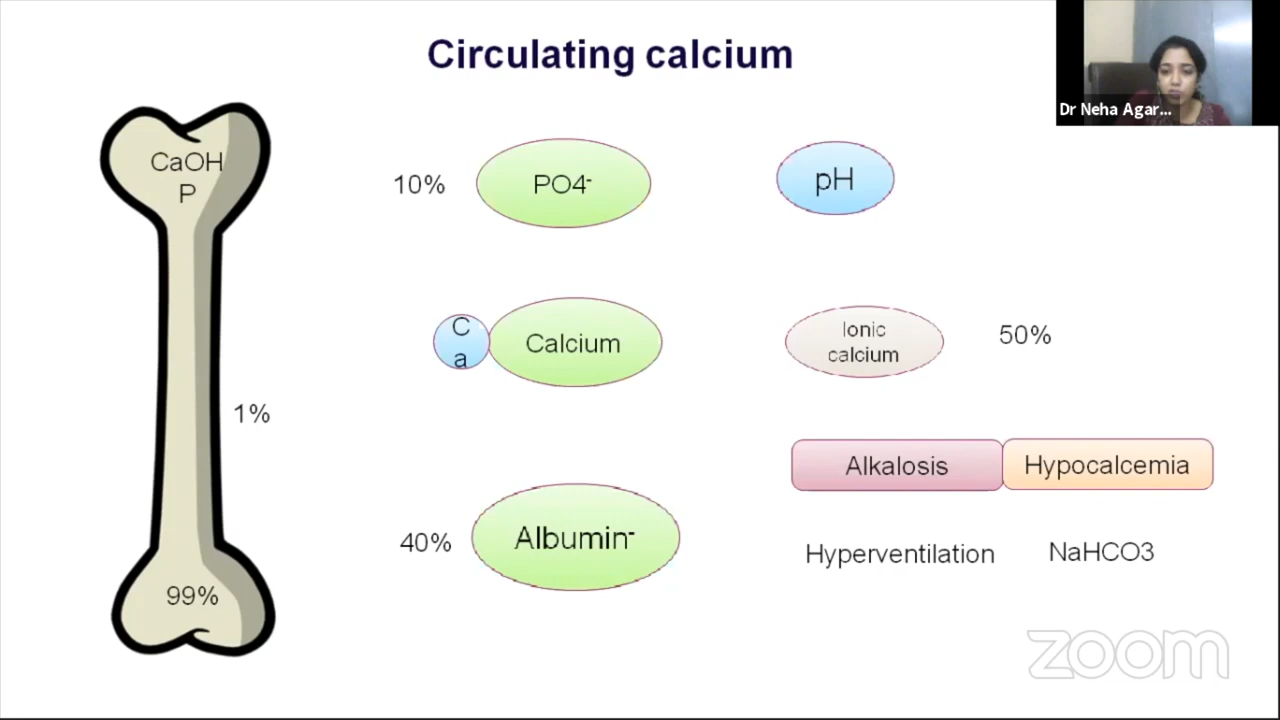 Circulating calcium
Dr Neha Agar...
CaOH
P
10%
PO4-
pH
C
a
Calcium
Ionic
calcium
50%
1%
Alkalosis
Hypocalcemia
40%
Albumin-
Hyperventilation
NaHCO3
99%
zoom